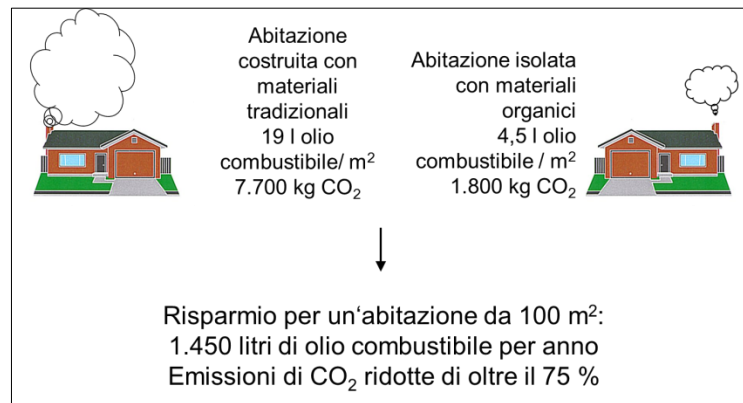 Abitazione
costruita con
materiali
tradizionali
19 l olio
combustibile/ m²
7.700 kg CO₂
Abitazione isolata
con materiali
organici
4,5 l olio
combustibile / m²
1.800 kg CO₂
Risparmio per un‘abitazione da 100 m²:
1.450 litri di olio combustibile per anno
Emissioni di CO₂ ridotte di oltre il 75 %